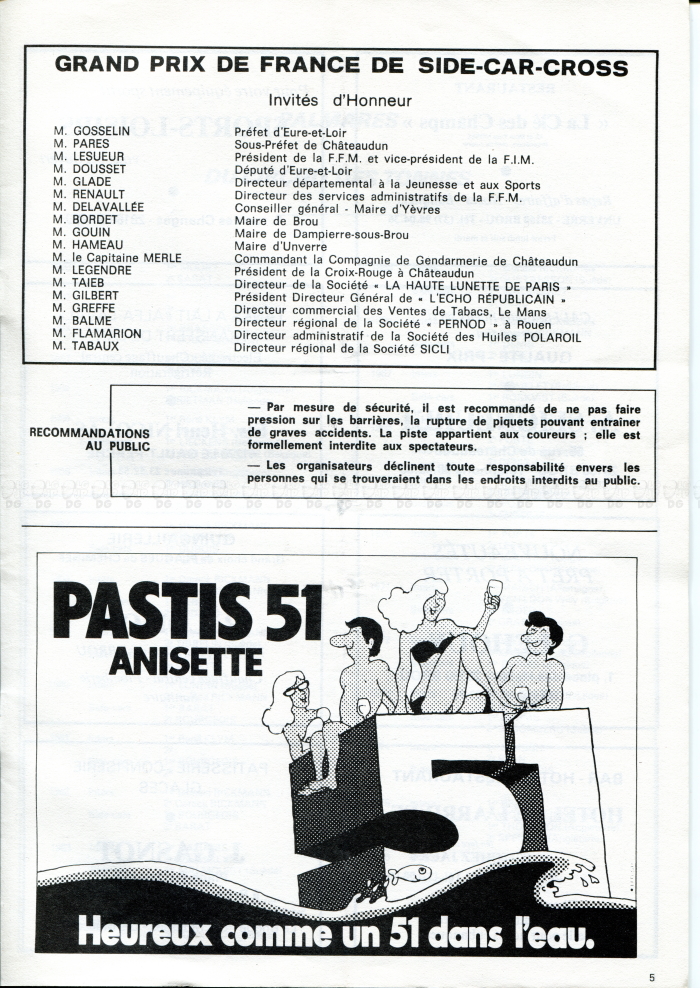 GRAND PRIX DE FRANCE DE SIDE-CAR-CROSS
Invités d'Honneur
M. GOSSELIN Préfet d'Eure-et-Loir
M. PARES Sous-Préfet de Châteaudun
M. LESUEUR Président de la F.F.M. et vice-président de la F.I.M.
M. DOUSSET Député d'Eure-et-Loir
M. GLADE Directeur départemental à la Jeunesse et aux Sports
M. RENAULT Directeur des services administratifs de la F.F.M.
M. DELAVALLÉE Conseiller général - Maire d'Yèvres
M. BORDET Maire de Brou
M. GOUIN Maire de Dampierre-sous-Brou
M. HAMEAU Maire d'Unverre
M. le Capitaine MERLE Commandant la Compagnie de Gendarmerie de Châteaudun
M. LEGENDRE Président de la Croix-Rouge à Châteaudun
M. TAIEB Directeur de la Société « LA HAUTE LUNETTE DE PARIS »
M. GILBERT Président Directeur Général de « L'ECHO RÉPUBLICAIN »
M. GREFFE Directeur commercial des Ventes de Tabacs, Le Mans
M. BALME Directeur régional de la Société « PERNOD » à Rouen
M. FLAMARION Directeur administratif de la Société des Huiles POLAROIL
M. TABAUX Directeur régional de la Société SICLI
RECOMMANDATIONS
AU PUBLIC
— Par mesure de sécurité, il est recommandé de ne pas faire
pression sur les barrières, la rupture de piquets pouvant entraîner
de graves accidents. La piste appartient aux coureurs ; elle est
formellement interdite aux spectateurs.
— Les organisateurs déclinent toute responsabilité envers les
personnes qui se trouveraient dans les endroits interdits au public.
PASTIS 51
ANISETTE
51
Heureux comme un 51 dans l'eau.
5